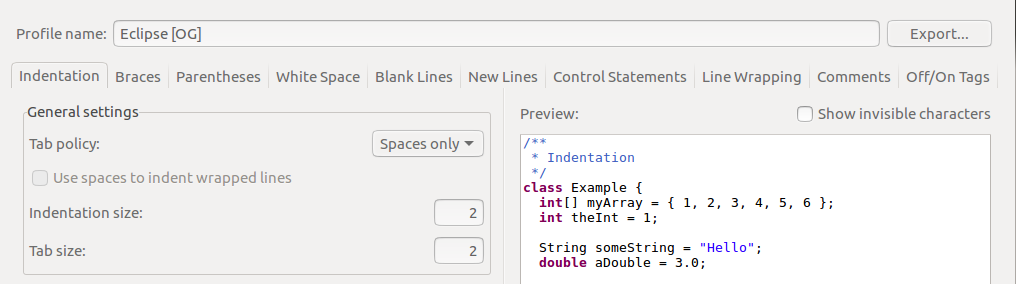 Profile name: Eclipse [OG] Export...
Indentation Braces Parentheses White Space Blank Lines New Lines Control Statements Line Wrapping Comments Off/On Tags
General settings
Tab policy: Spaces only
Use spaces to indent wrapped lines
Indentation size: 2
Tab size: 2
Preview: Show invisible characters
/**
 * Indentation
 */
class Example {
  int[] myArray = { 1, 2, 3, 4, 5, 6 };
  int theInt = 1;

  String someString = "Hello";
  double aDouble = 3.0;